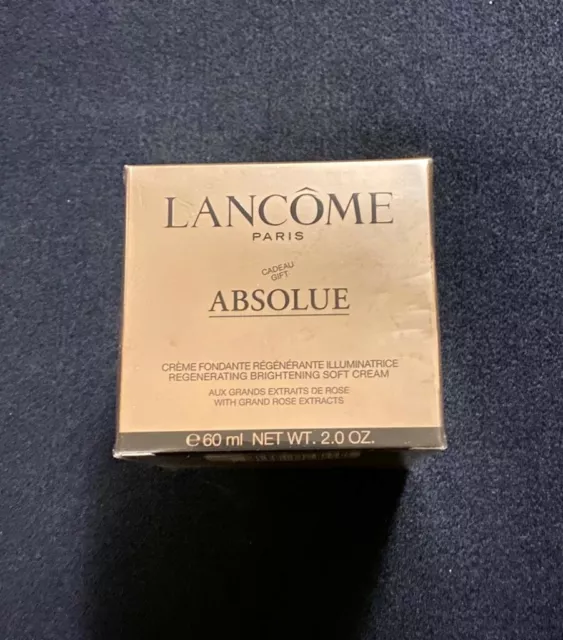 LANCÔME
PARIS
CADEAU
GIFT
ABSOLUE
CRÈME FONDANTE RÉGÉNÉRANTE ILLUMINATRICE
REGENERATING BRIGHTENING SOFT CREAM
AUX GRANDS EXTRAITS DE ROSE
WITH GRAND ROSE EXTRACTS
℮60 ml NET WT. 2.0 OZ.